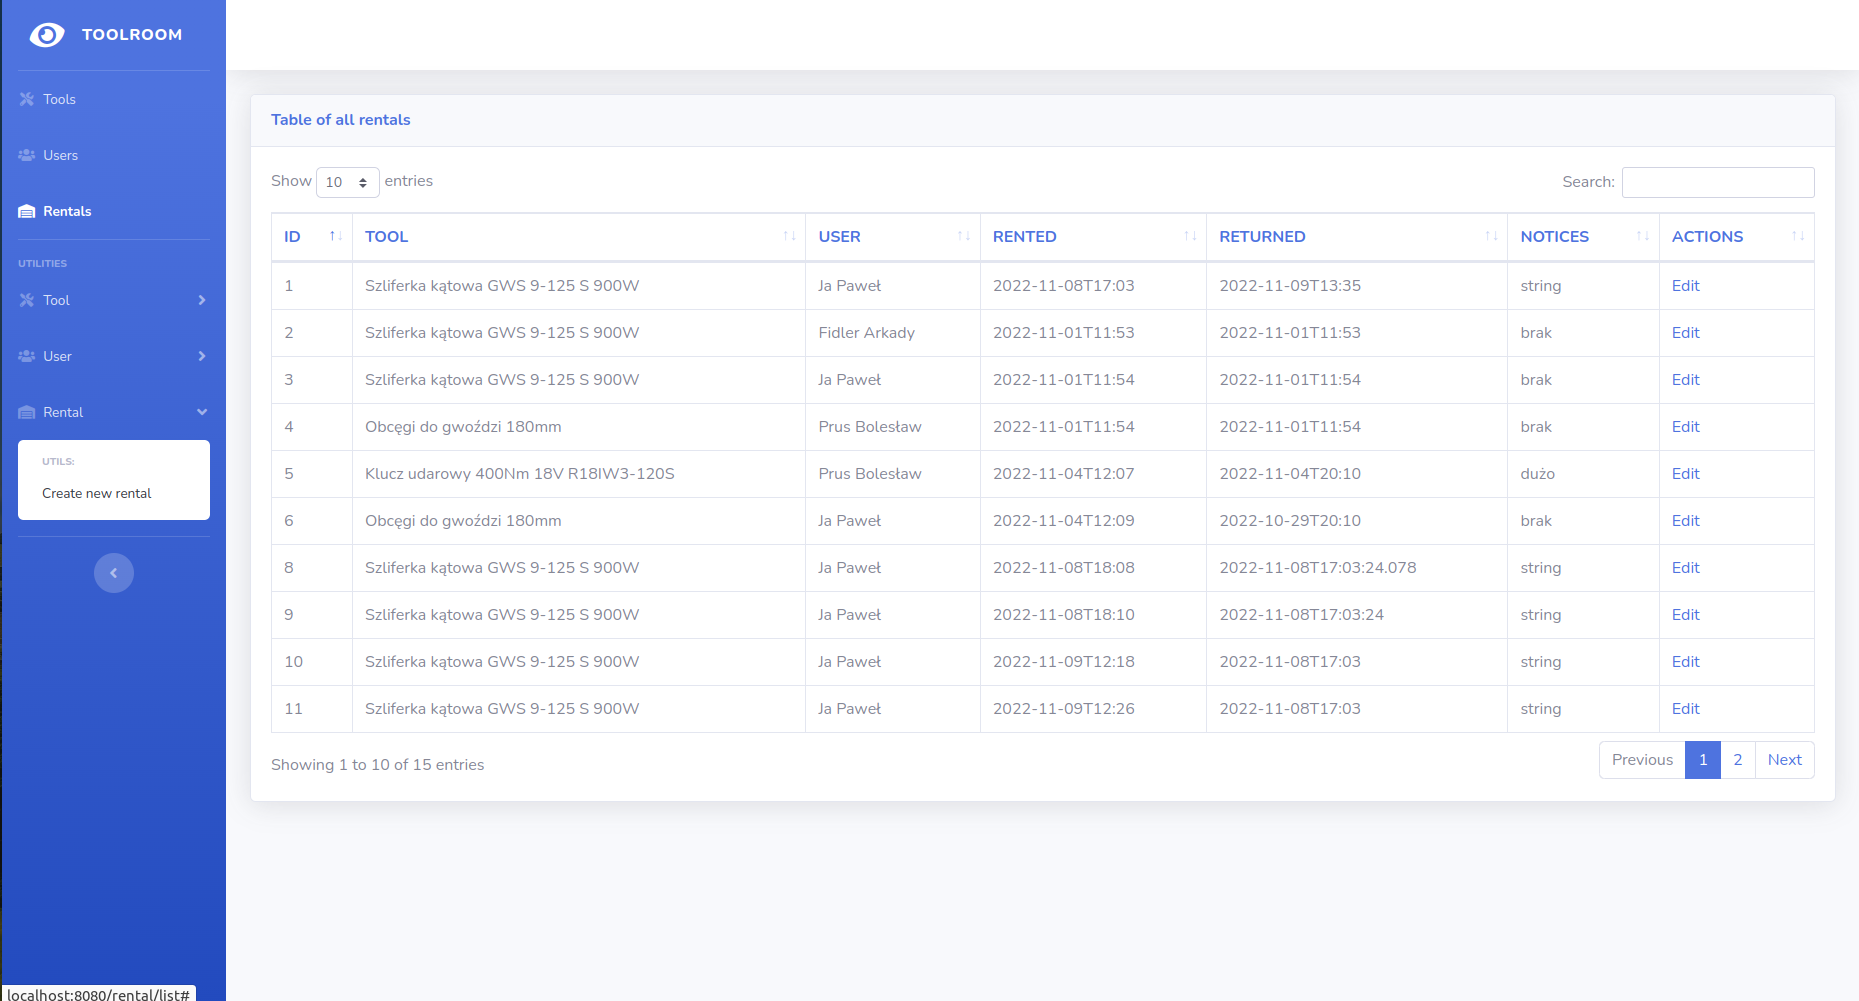 TOOLROOM
Tools
Users
Rentals
UTILITIES
Tool
User
Rental
UTILS:
Create new rental
Table of all rentals
Show 10 entries
Search:
ID TOOL USER RENTED RETURNED NOTICES ACTIONS
1 Szliferka kątowa GWS 9-125 S 900W Ja Paweł 2022-11-08T17:03 2022-11-09T13:35 string Edit
2 Szliferka kątowa GWS 9-125 S 900W Fidler Arkady 2022-11-01T11:53 2022-11-01T11:53 brak Edit
3 Szliferka kątowa GWS 9-125 S 900W Ja Paweł 2022-11-01T11:54 2022-11-01T11:54 brak Edit
4 Obcęgi do gwoździ 180mm Prus Bolesław 2022-11-01T11:54 2022-11-01T11:54 brak Edit
5 Klucz udarowy 400Nm 18V R18IW3-120S Prus Bolesław 2022-11-04T12:07 2022-11-04T20:10 dużo Edit
6 Obcęgi do gwoździ 180mm Ja Paweł 2022-11-04T12:09 2022-10-29T20:10 brak Edit
8 Szliferka kątowa GWS 9-125 S 900W Ja Paweł 2022-11-08T18:08 2022-11-08T17:03:24.078 string Edit
9 Szliferka kątowa GWS 9-125 S 900W Ja Paweł 2022-11-08T18:10 2022-11-08T17:03:24 string Edit
10 Szliferka kątowa GWS 9-125 S 900W Ja Paweł 2022-11-09T12:18 2022-11-08T17:03 string Edit
11 Szliferka kątowa GWS 9-125 S 900W Ja Paweł 2022-11-09T12:26 2022-11-08T17:03 string Edit
Showing 1 to 10 of 15 entries
Previous 1 2 Next
localhost:8080/rental/list#